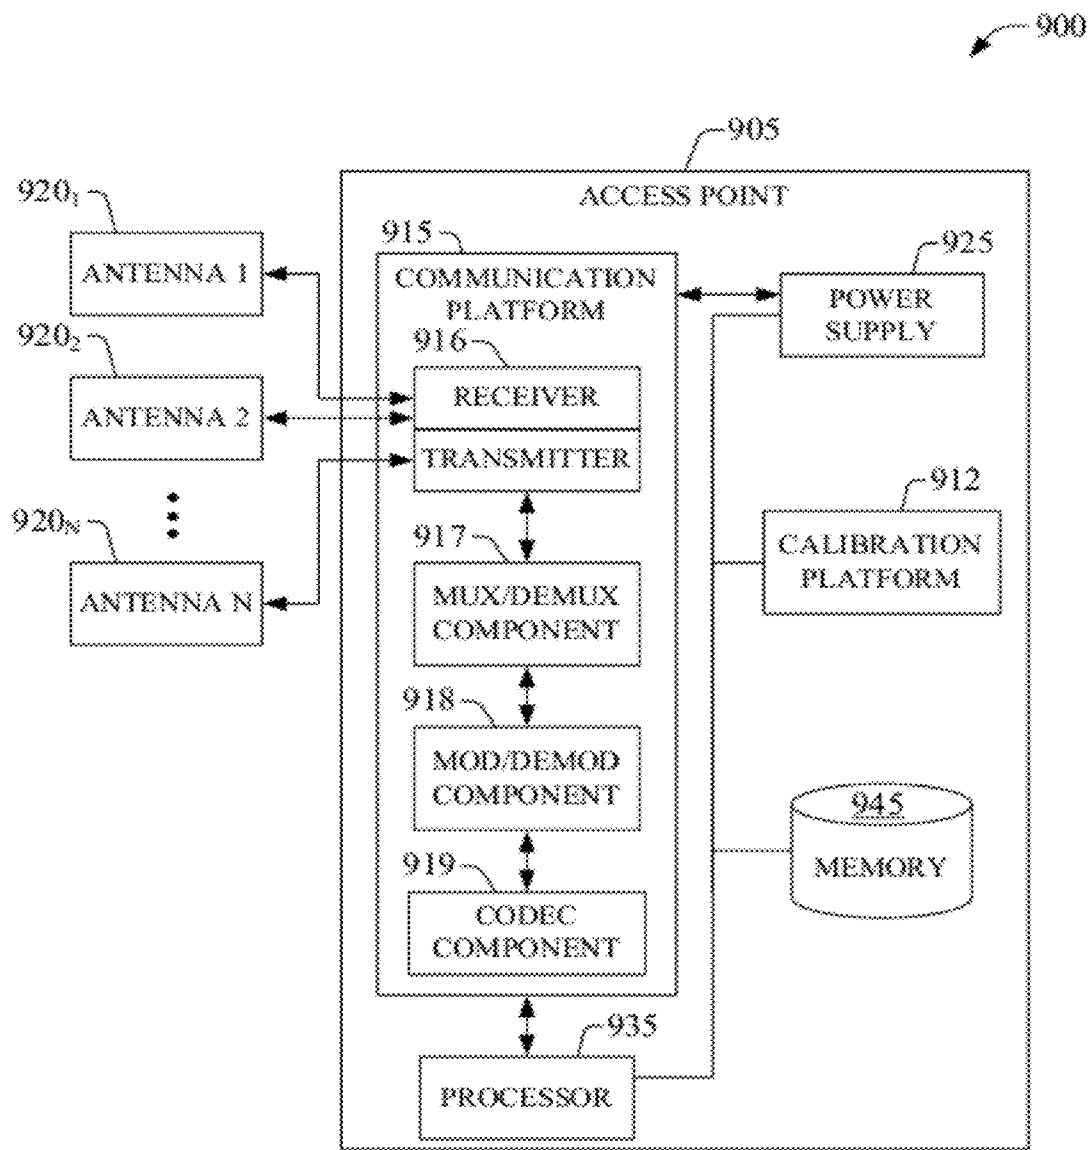 900
905
ACCESS POINT
920₁
ANTENNA 1
920₂
ANTENNA 2
920N
ANTENNA N
915
COMMUNICATION
PLATFORM
916
RECEIVER
TRANSMITTER
917
MUX/DEMUX
COMPONENT
918
MOD/DEMOD
COMPONENT
919
CODEC
COMPONENT
935
PROCESSOR
925
POWER
SUPPLY
912
CALIBRATION
PLATFORM
945
MEMORY